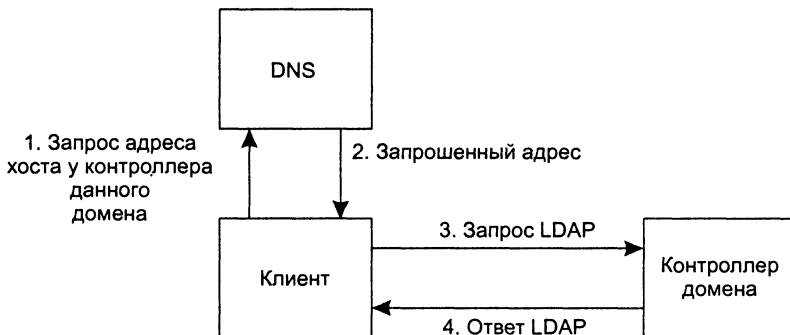 DNS
1. Запрос адреса
хоста у контроллера
данного
домена
2. Запрошенный адрес
Клиент
3. Запрос LDAP
4. Ответ LDAP
Контроллер
домена